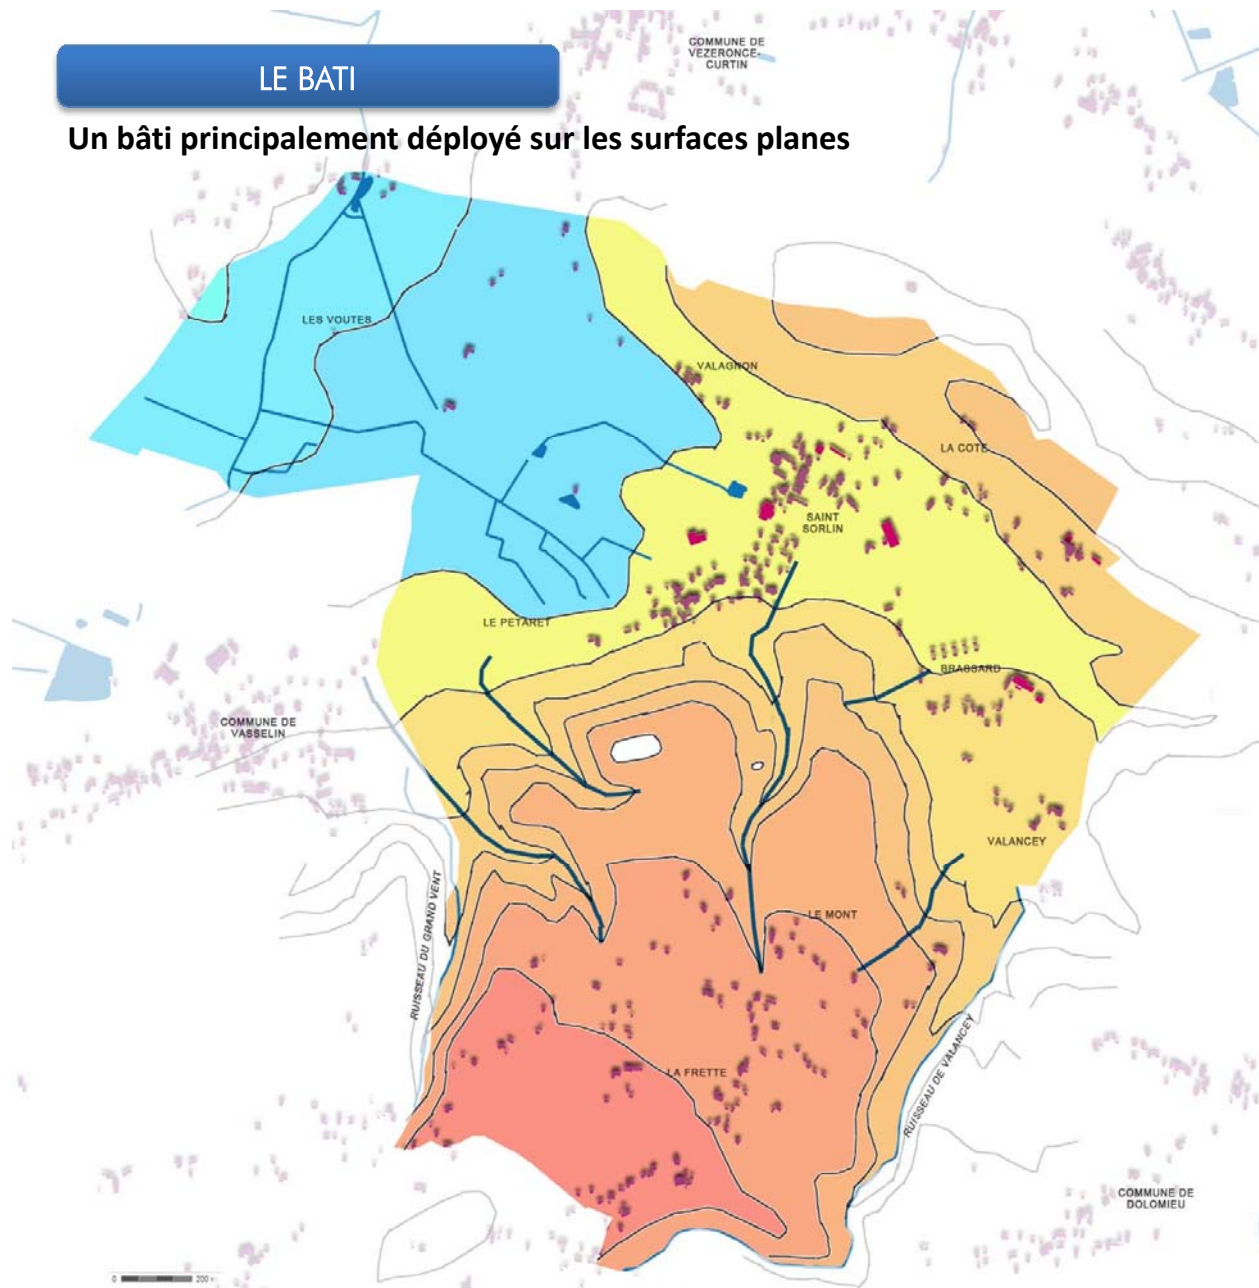 COMMUNE DE
VEZERONCE-
CURTIN
LE BATI
Un bâti principalement déployé sur les surfaces planes
LES VOUTES
VALAGNON
LA COTE
SAINT
SORLIN
LE PETARET
BRASSARD
COMMUNE DE
VASSELIN
VALANCEY
LE MONT
RUISSEAU DU GRAND VENT
LA FRETTE
RUISSEAU DE VALANCEY
COMMUNE DE
DOLOMIEU
0 200